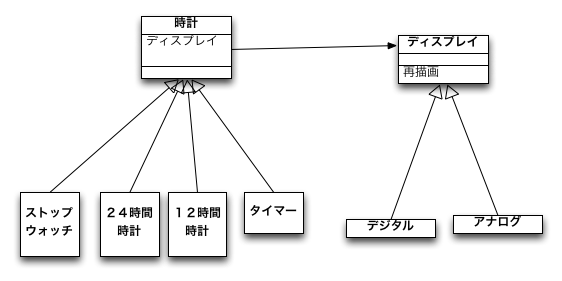 時計
ディスプレイ
ディスプレイ
再描画
ストップ
ウォッチ
２４時間
時計
１２時間
時計
タイマー
デジタル
アナログ